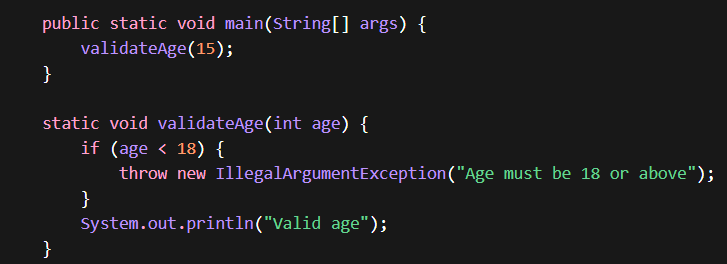 public static void main(String[] args) {
    validateAge(15);
}

static void validateAge(int age) {
    if (age < 18) {
        throw new IllegalArgumentException("Age must be 18 or above");
    }
    System.out.println("Valid age");
}